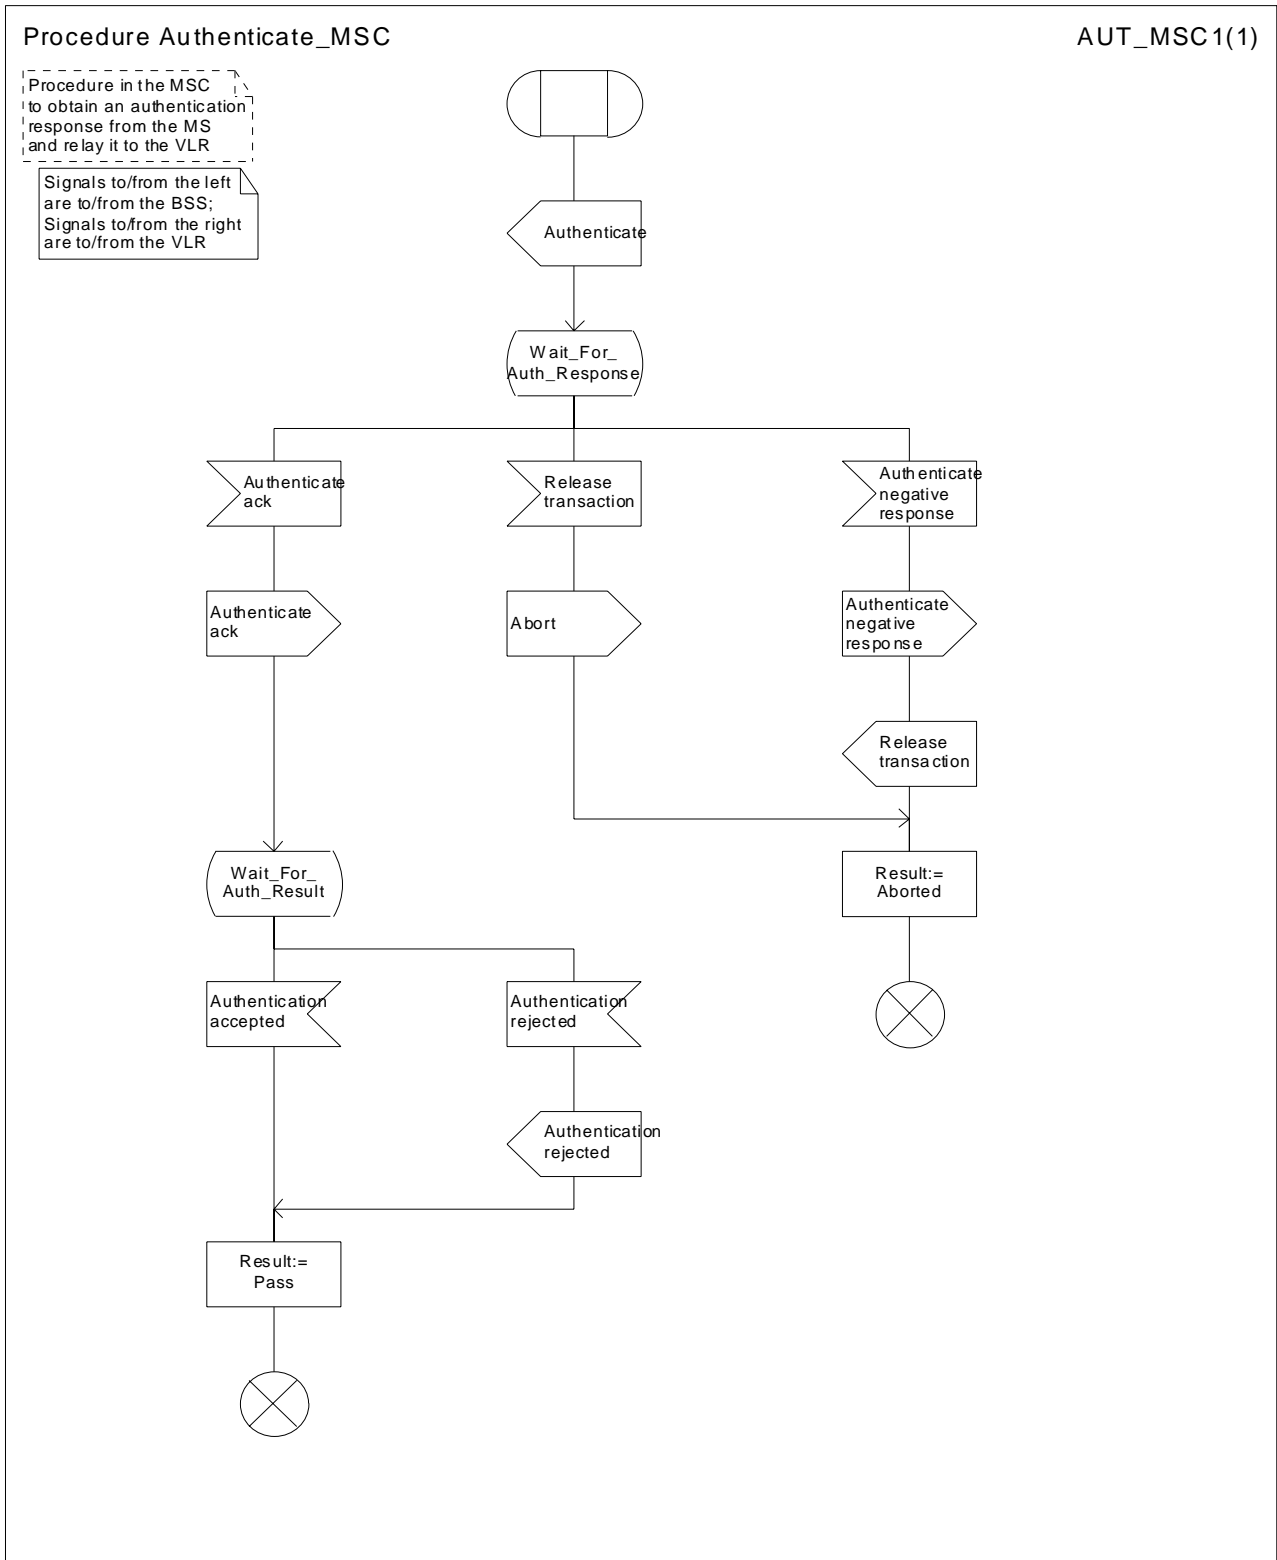 Procedure Authenticate_MSC
AUT_MSC1(1)
Procedure in the MSC
to obtain an authentication
response from the MS
and relay it to the VLR
Signals to/from the left
are to/from the BSS;
Signals to/from the right
are to/from the VLR
Authenticate
Wait_For_
Auth_Response
Authenticate
ack
Release
transaction
Authenticate
negative
response
Authenticate
ack
Abort
Authenticate
negative
response
Release
transaction
Wait_For_
Auth_Result
Result:=
Aborted
Authentication
accepted
Authentication
rejected
Authentication
rejected
Result:=
Pass